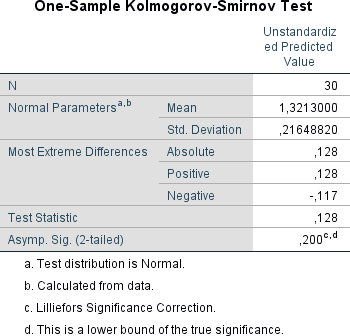 One-Sample Kolmogorov-Smirnov Test
Unstandardiz
ed Predicted
Value
N 30
Normal Parametersa,b Mean 1,3213000
Std. Deviation ,21648820
Most Extreme Differences Absolute ,128
Positive ,128
Negative -,117
Test Statistic ,128
Asymp. Sig. (2-tailed) ,200c,d
a. Test distribution is Normal.
b. Calculated from data.
c. Lilliefors Significance Correction.
d. This is a lower bound of the true significance.